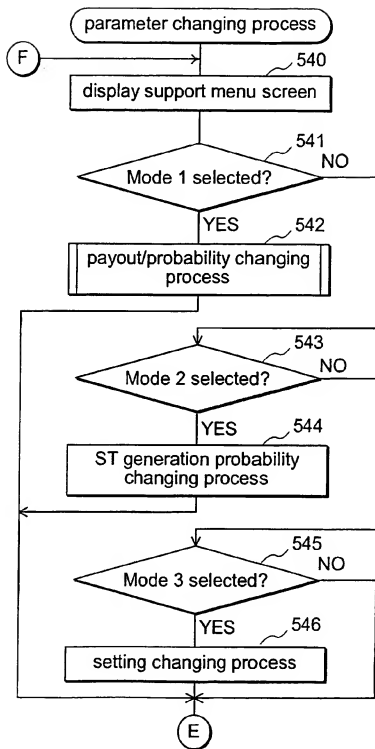 parameter changing process
F
540
display support menu screen
541
Mode 1 selected?
NO
YES
542
payout/probability changing
process
543
Mode 2 selected?
NO
YES
544
ST generation probability
changing process
545
Mode 3 selected?
NO
YES
546
setting changing process
E